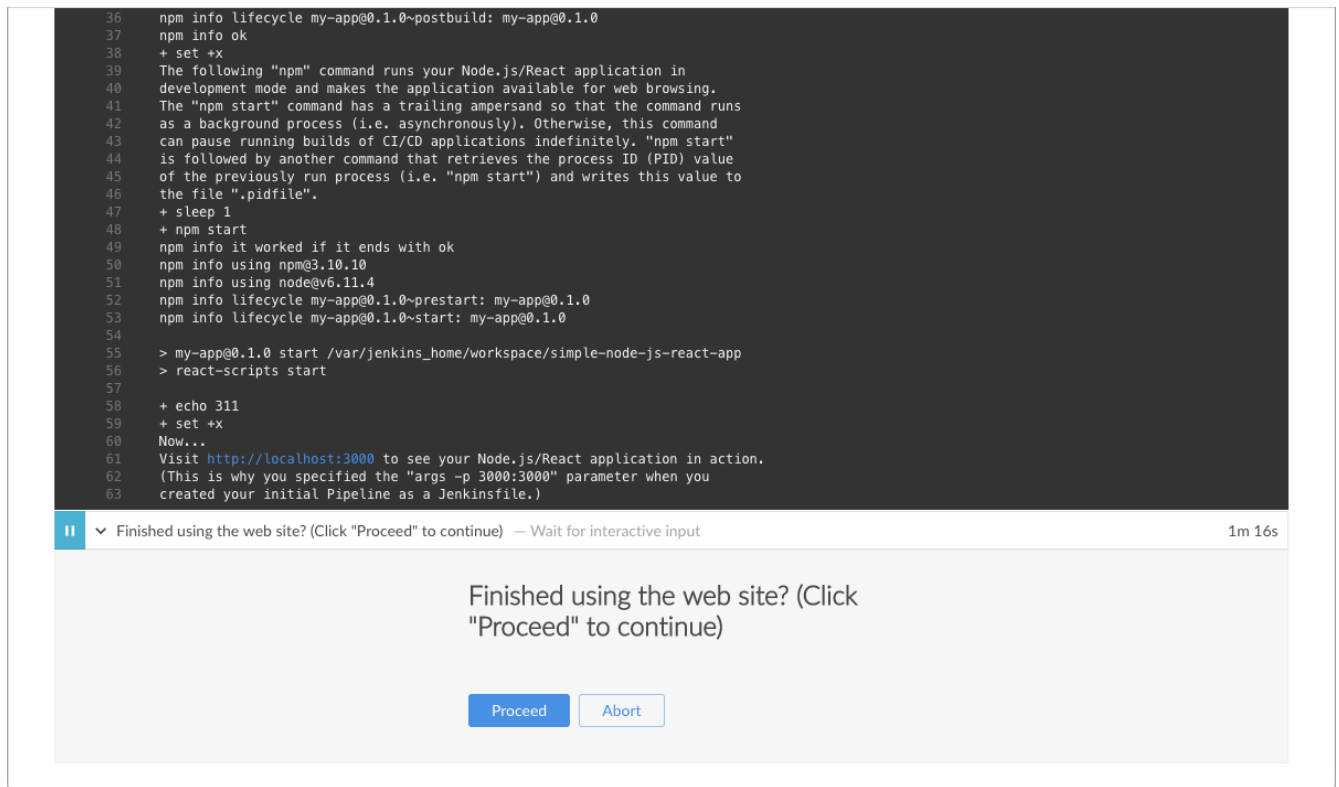 36 npm info lifecycle my-app@0.1.0~postbuild: my-app@0.1.0
37 npm info ok
38 + set +x
39 The following "npm" command runs your Node.js/React application in
40 development mode and makes the application available for web browsing.
41 The "npm start" command has a trailing ampersand so that the command runs
42 as a background process (i.e. asynchronously). Otherwise, this command
43 can pause running builds of CI/CD applications indefinitely. "npm start"
44 is followed by another command that retrieves the process ID (PID) value
45 of the previously run process (i.e. "npm start") and writes this value to
46 the file ".pidfile".
47 + sleep 1
48 + npm start
49 npm info it worked if it ends with ok
50 npm info using npm@3.10.10
51 npm info using node@v6.11.4
52 npm info lifecycle my-app@0.1.0~prestart: my-app@0.1.0
53 npm info lifecycle my-app@0.1.0~start: my-app@0.1.0
54
55 > my-app@0.1.0 start /var/jenkins_home/workspace/simple-node-js-react-app
56 > react-scripts start
57
58 + echo 311
59 + set +x
60 Now...
61 Visit http://localhost:3000 to see your Node.js/React application in action.
62 (This is why you specified the "args -p 3000:3000" parameter when you
63 created your initial Pipeline as a Jenkinsfile.)
Finished using the web site? (Click "Proceed" to continue) — Wait for interactive input 1m 16s
Finished using the web site? (Click
"Proceed" to continue)
Proceed Abort